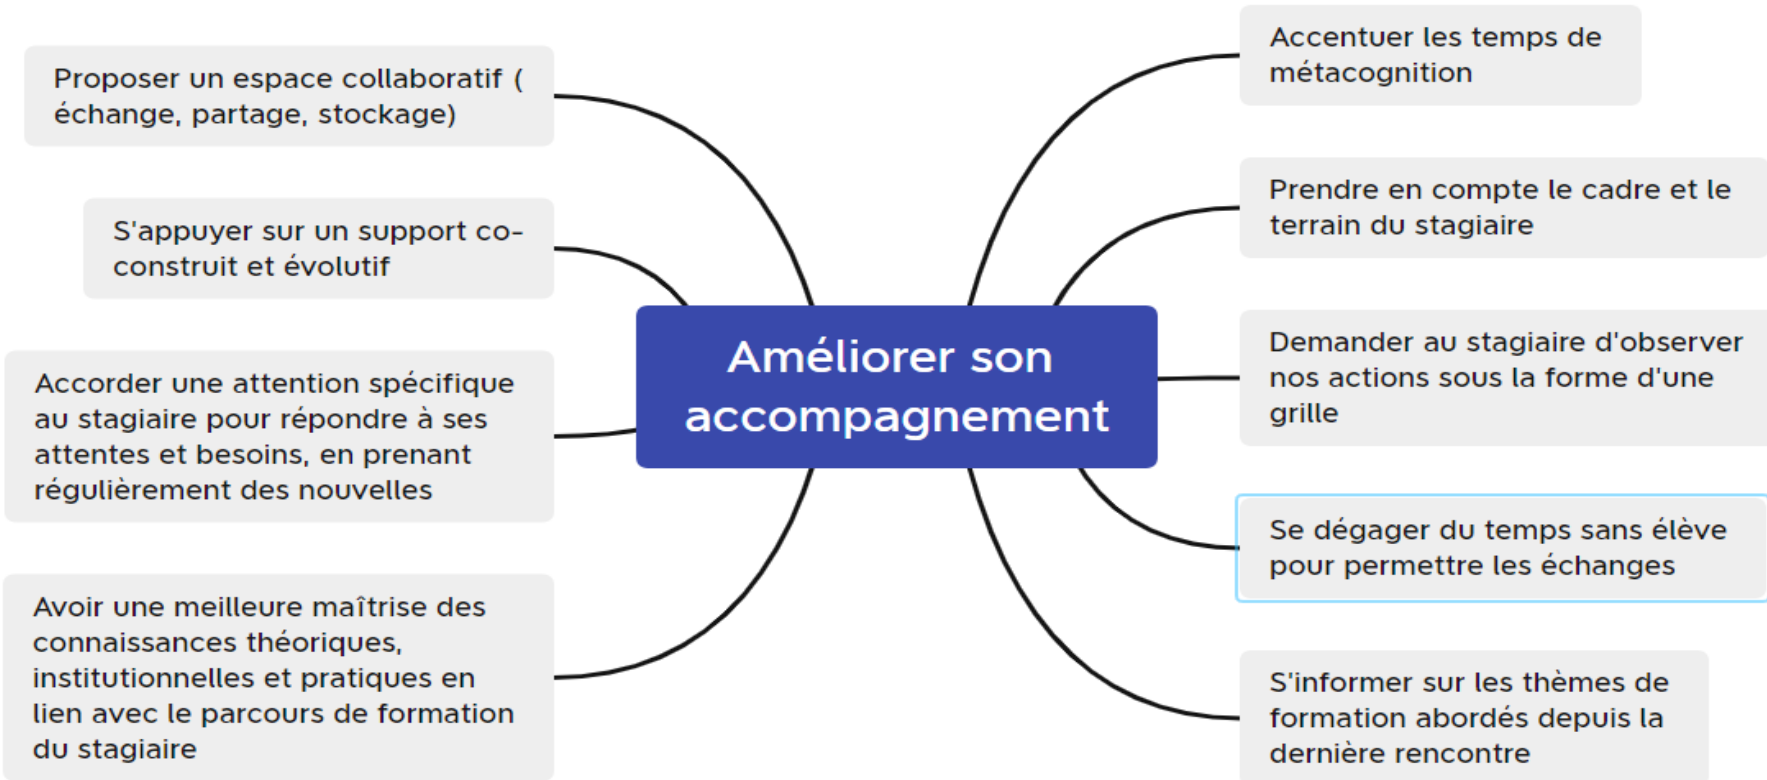 Proposer un espace collaboratif (
échange, partage, stockage)
S'appuyer sur un support co-
construit et évolutif
Accorder une attention spécifique
au stagiaire pour répondre à ses
attentes et besoins, en prenant
régulièrement des nouvelles
Avoir une meilleure maîtrise des
connaissances théoriques,
institutionnelles et pratiques en
lien avec le parcours de formation
du stagiaire
Améliorer son
accompagnement
Accentuer les temps de
métacognition
Prendre en compte le cadre et le
terrain du stagiaire
Demander au stagiaire d'observer
nos actions sous la forme d'une
grille
Se dégager du temps sans élève
pour permettre les échanges
S'informer sur les thèmes de
formation abordés depuis la
dernière rencontre